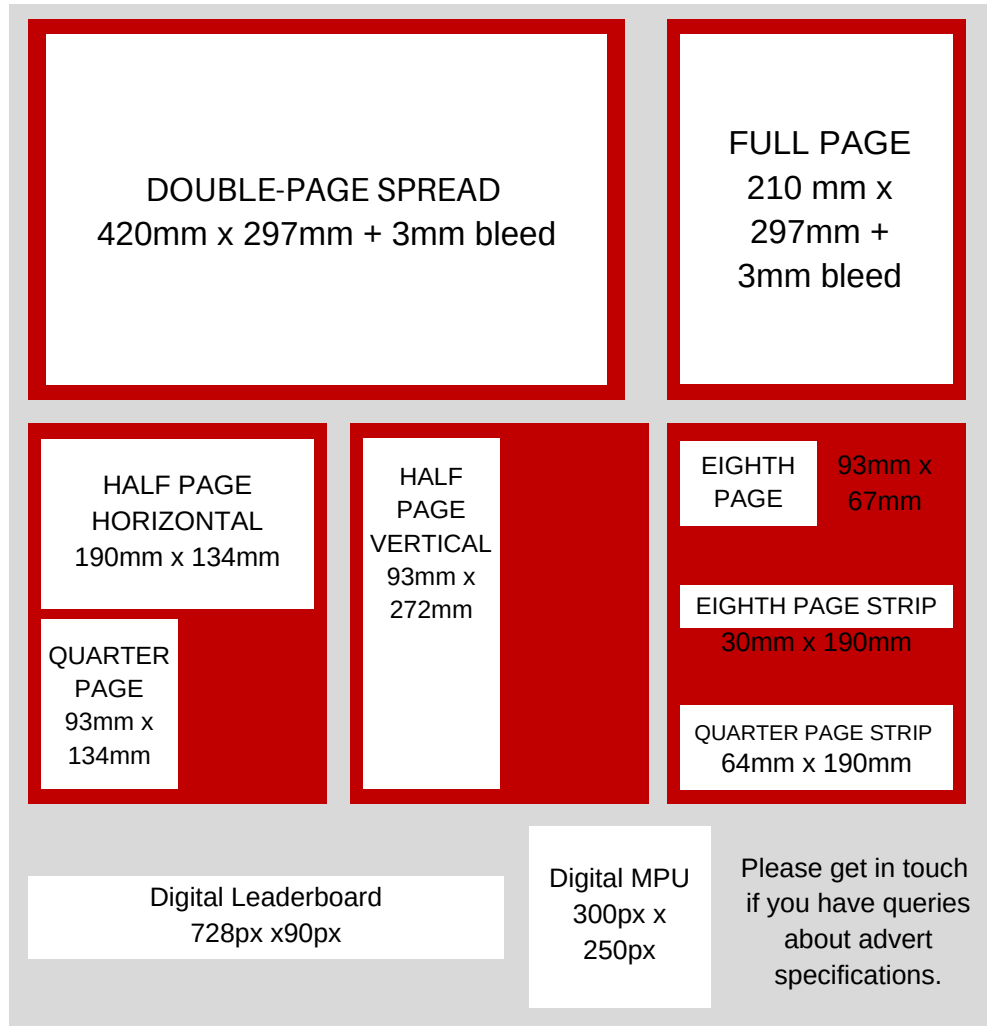 DOUBLE-PAGE SPREAD
420mm x 297mm + 3mm bleed
FULL PAGE
210 mm x
297mm +
3mm bleed
HALF PAGE
HORIZONTAL
190mm x 134mm
QUARTER
PAGE
93mm x
134mm
HALF
PAGE
VERTICAL
93mm x
272mm
EIGHTH
PAGE
93mm x
67mm
EIGHTH PAGE STRIP
30mm x 190mm
QUARTER PAGE STRIP
64mm x 190mm
Digital Leaderboard
728px x90px
Digital MPU
300px x
250px
Please get in touch
if you have queries
about advert
specifications.